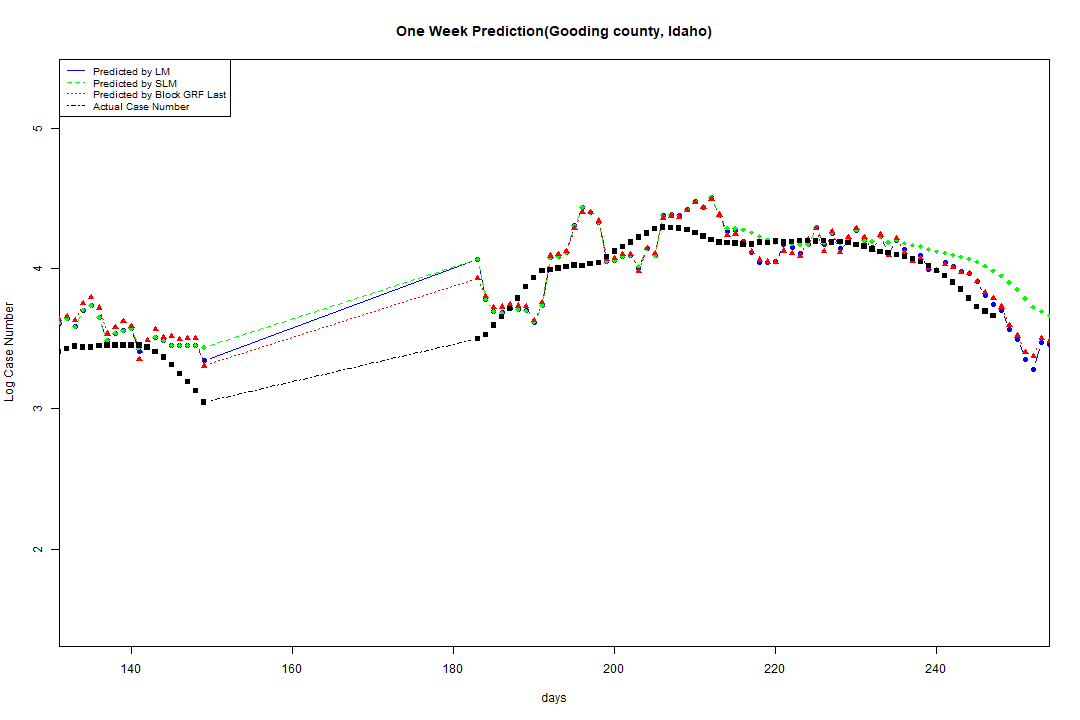 One Week Prediction(Gooding county, Idaho)
Predicted by LM
Predicted by SLM
Predicted by Block GRF Last
Actual Case Number
5
4
3
2
Log Case Number
140 160 180 200 220 240
days